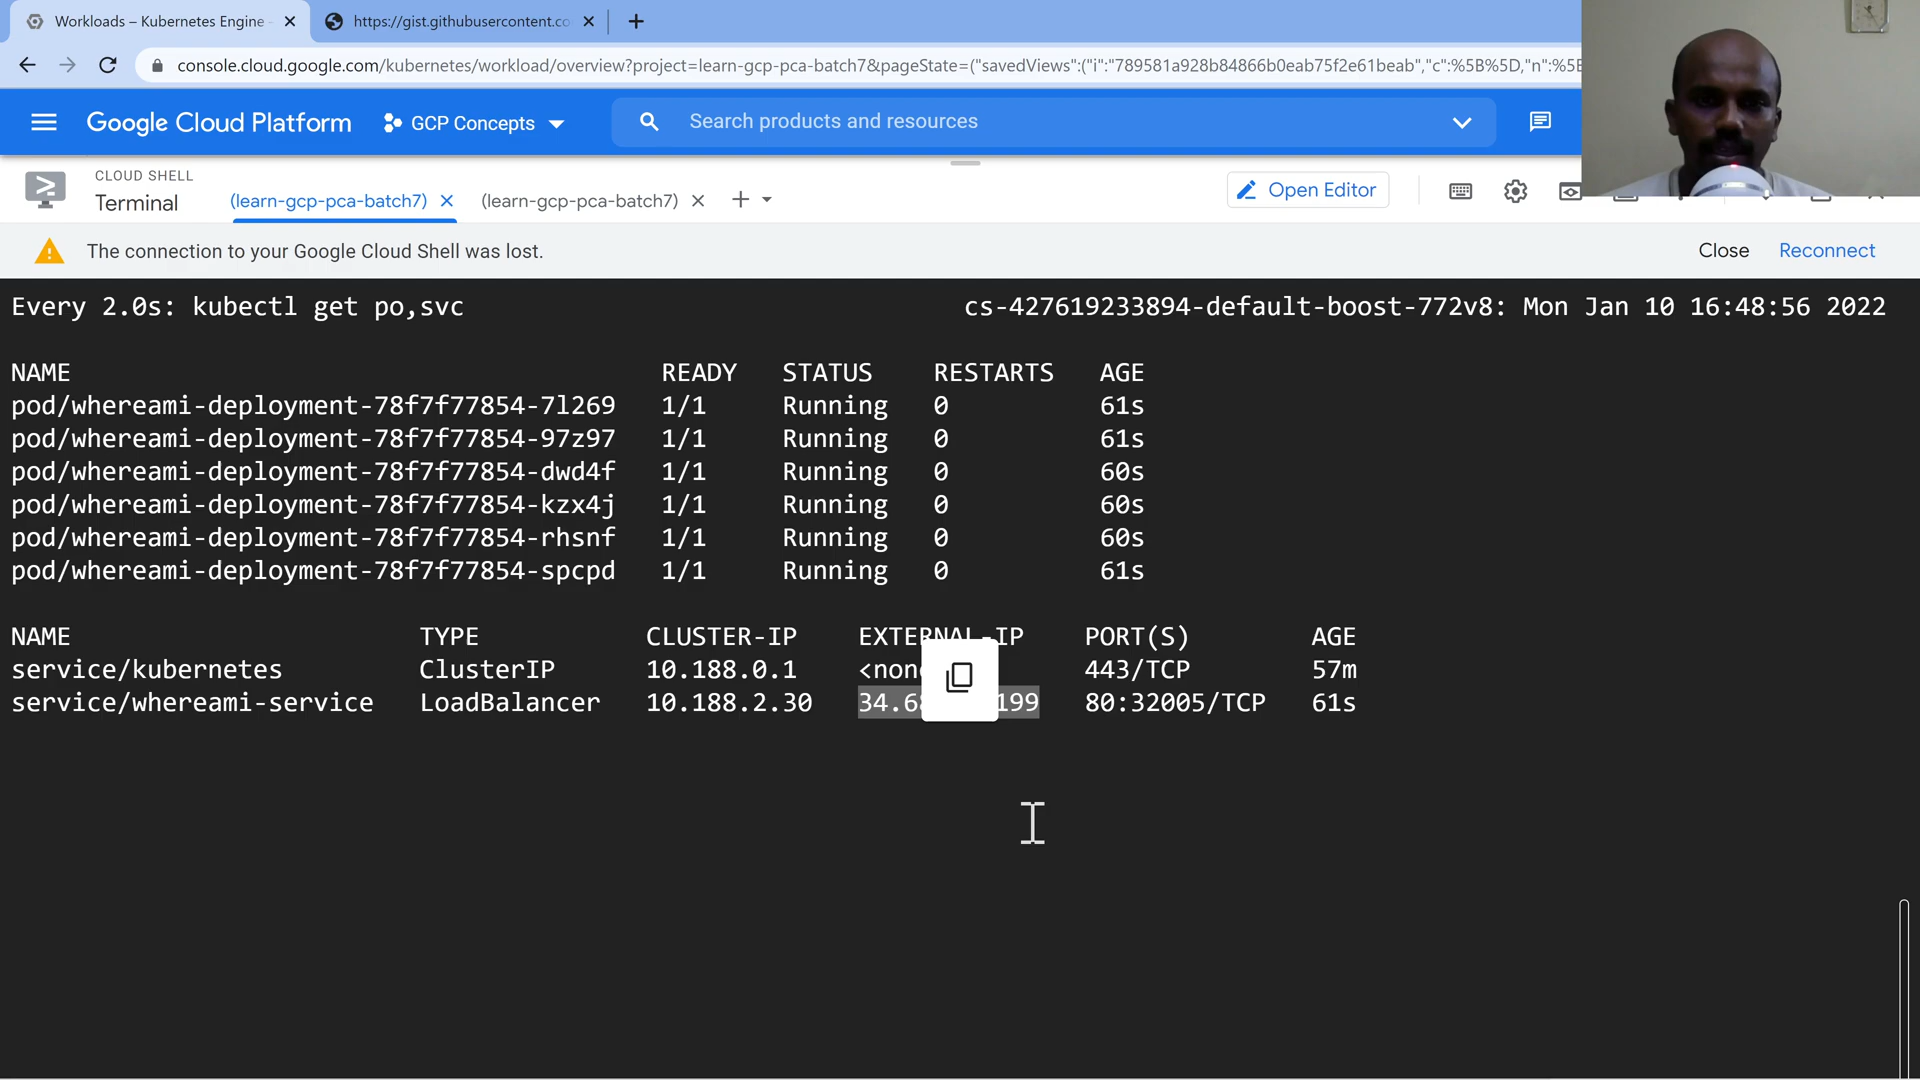 Workloads – Kubernetes Engine -
https://gist.githubusercontent.co
console.cloud.google.com/kubernetes/workload/overview?project=learn-gcp-pca-batch7&pageState=("savedViews":("i":"789581a928b84866b0eab75f2e61beab","c":%5B%5D,"n":%5B
Google Cloud Platform
GCP Concepts
Search products and resources
CLOUD SHELL
Terminal
(learn-gcp-pca-batch7)
(learn-gcp-pca-batch7)
Open Editor
The connection to your Google Cloud Shell was lost.
Close
Reconnect
Every 2.0s: kubectl get po,svc cs-427619233894-default-boost-772v8: Mon Jan 10 16:48:56 2022
NAME READY STATUS RESTARTS AGE
pod/whereami-deployment-78f7f77854-7l269 1/1 Running 0 61s
pod/whereami-deployment-78f7f77854-97z97 1/1 Running 0 61s
pod/whereami-deployment-78f7f77854-dwd4f 1/1 Running 0 60s
pod/whereami-deployment-78f7f77854-kzx4j 1/1 Running 0 60s
pod/whereami-deployment-78f7f77854-rhsnf 1/1 Running 0 60s
pod/whereami-deployment-78f7f77854-spcpd 1/1 Running 0 61s
NAME TYPE CLUSTER-IP EXTERNAL-IP PORT(S) AGE
service/kubernetes ClusterIP 10.188.0.1 <none 443/TCP 57m
service/whereami-service LoadBalancer 10.188.2.30 80:32005/TCP 61s